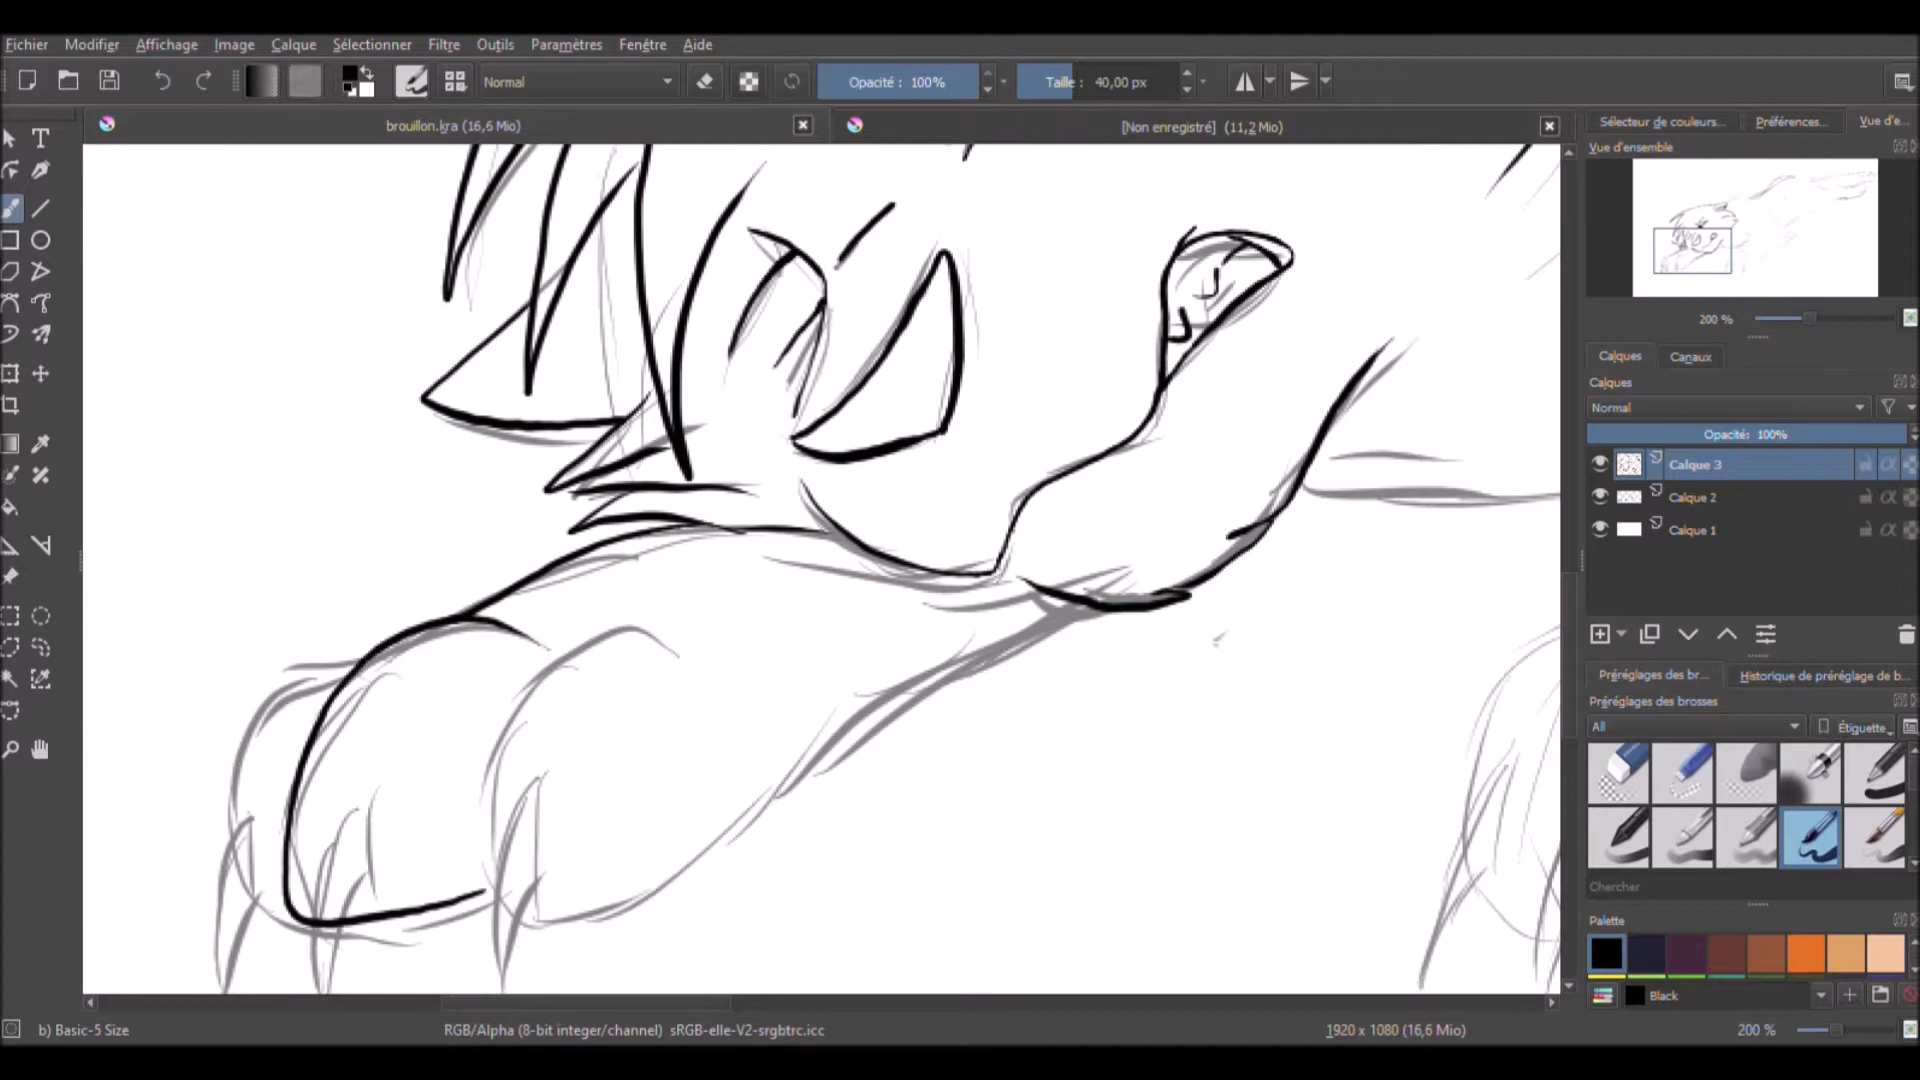 Fichier Modifier Affichage Image Calque Sélectionner Filtre Outils Paramètres Fenêtre Aide
Normal Opacité : 100% Taille : 40,00 px
brouillon.kra (16,6 Mio) [Non enregistré] (11,2 Mio)
Sélecteur de couleurs... Préférences... Vue d'e...
Vue d'ensemble
200 %
Calques Canaux
Calques
Normal
Opacité: 100%
Calque 3
Calque 2
Calque 1
Préréglages des br... Historique de préréglage de b...
Préréglages des brosses
All Étiquette
Chercher
Palette
Black
b) Basic-5 Size RGB/Alpha (8-bit integer/channel) sRGB-elle-V2-srgbtrc.icc 1920 x 1080 (16,6 Mio) 200 %